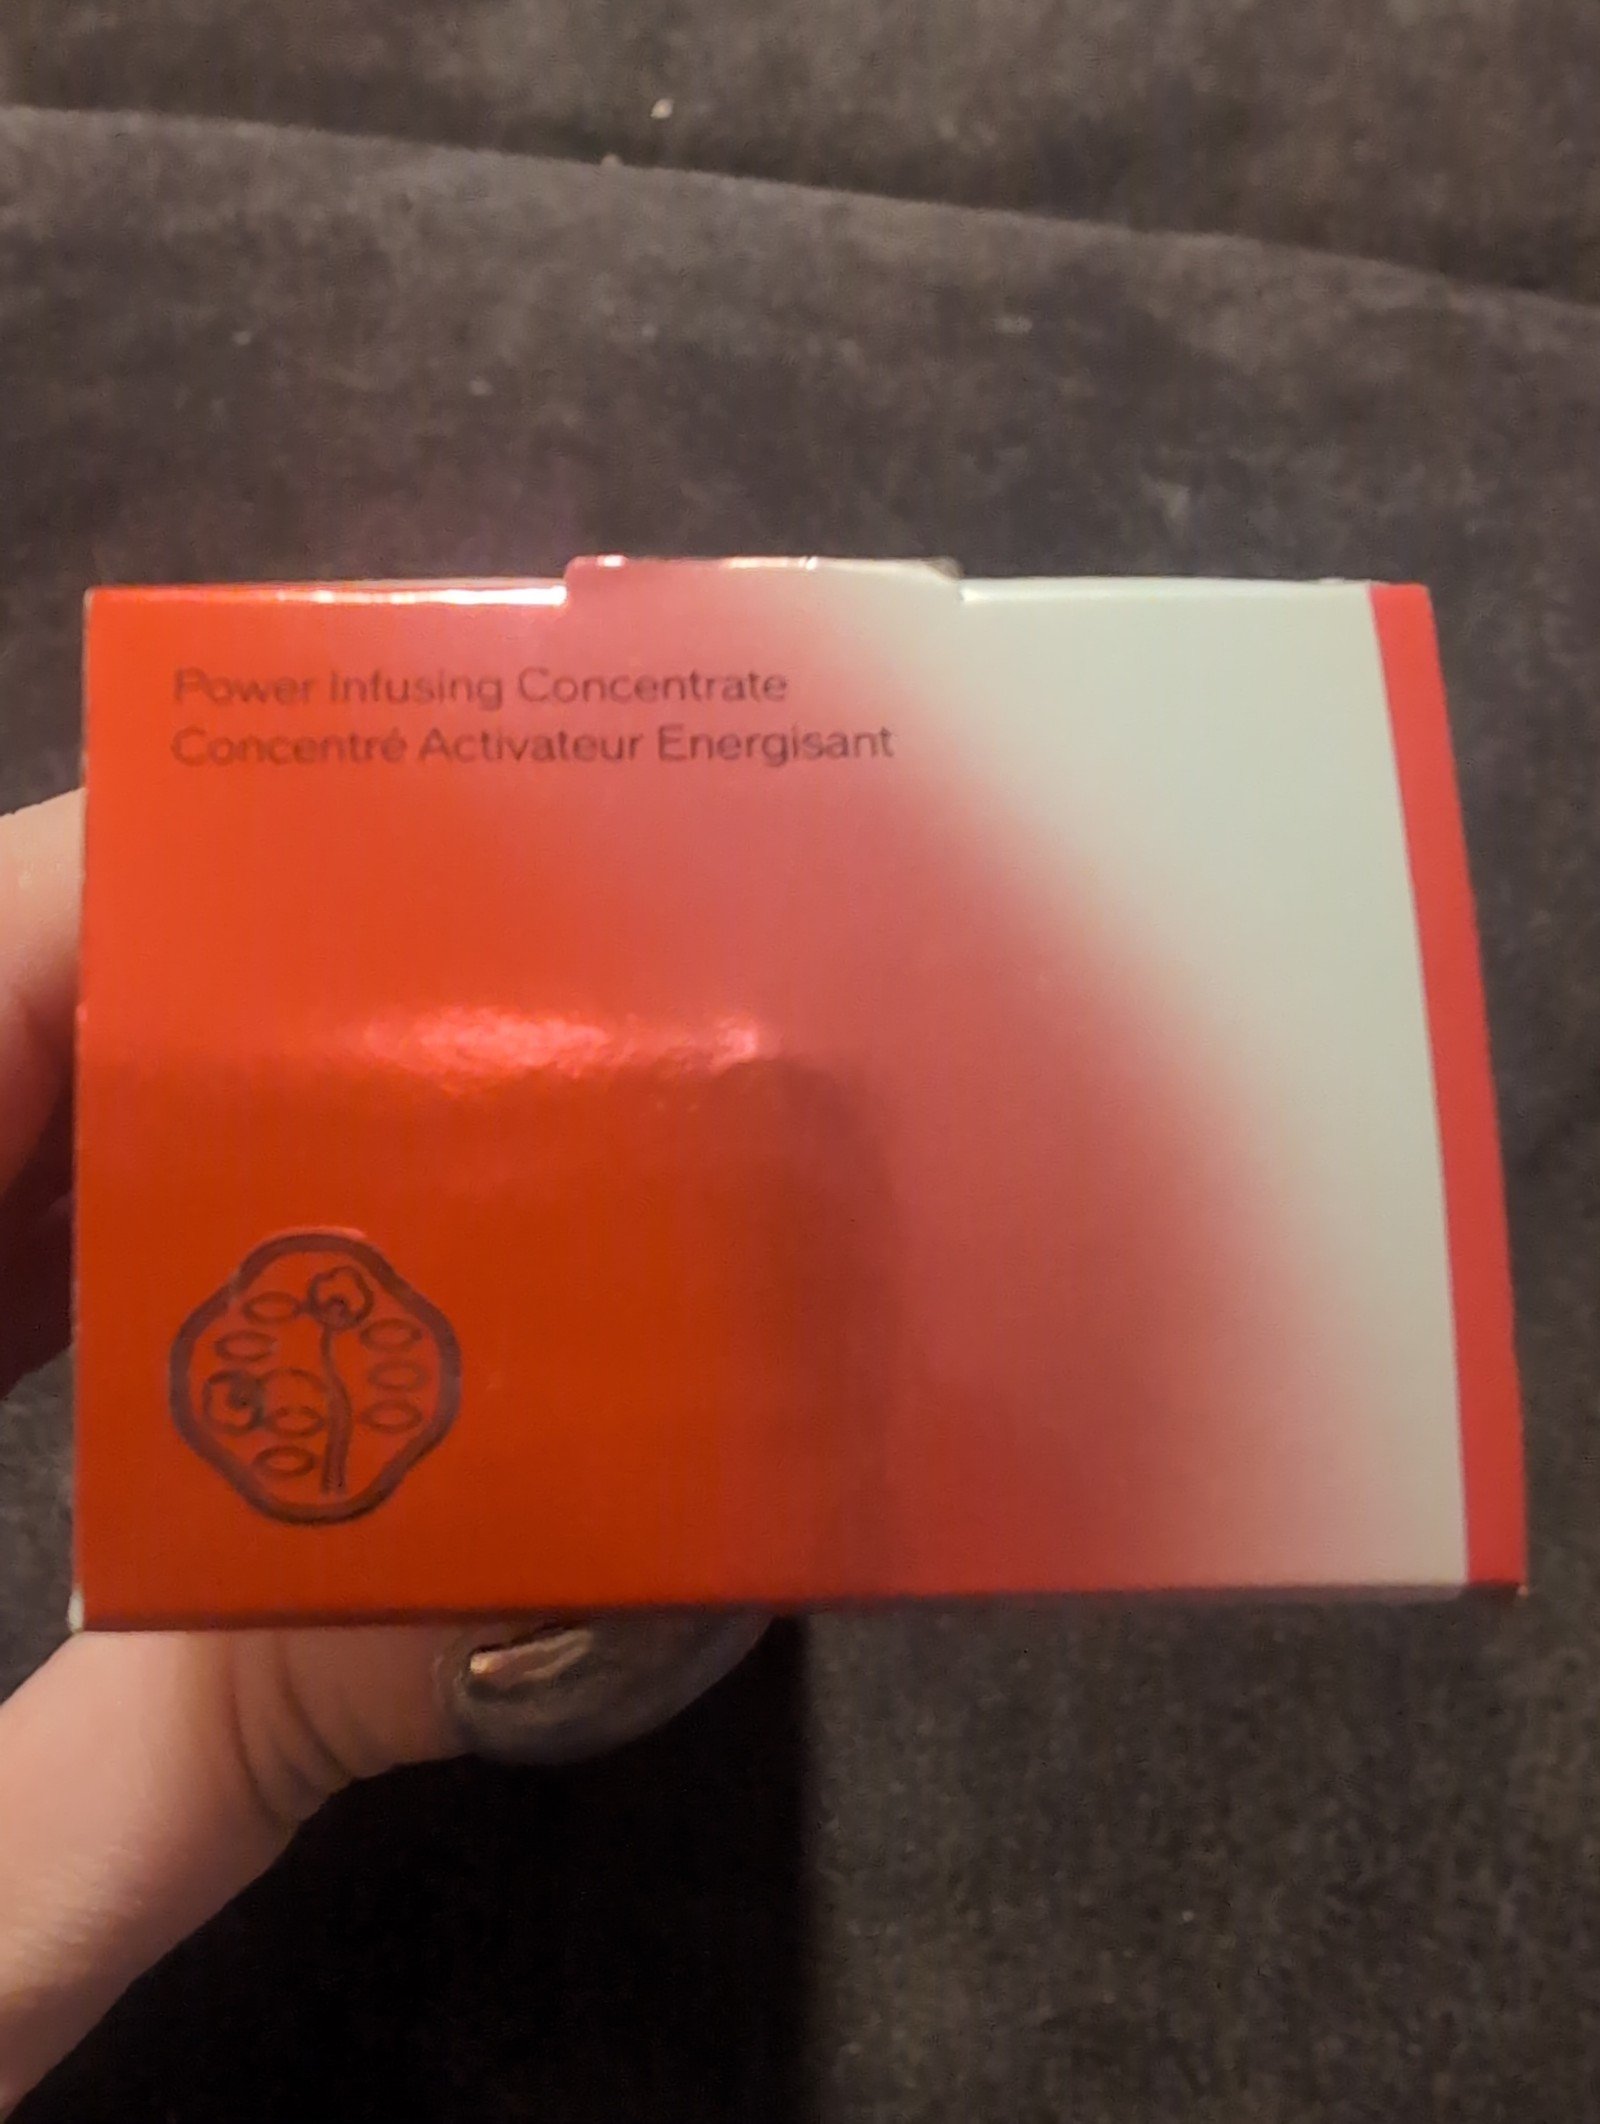 Power Infusing Concentrate
Concentré Activateur Energisant